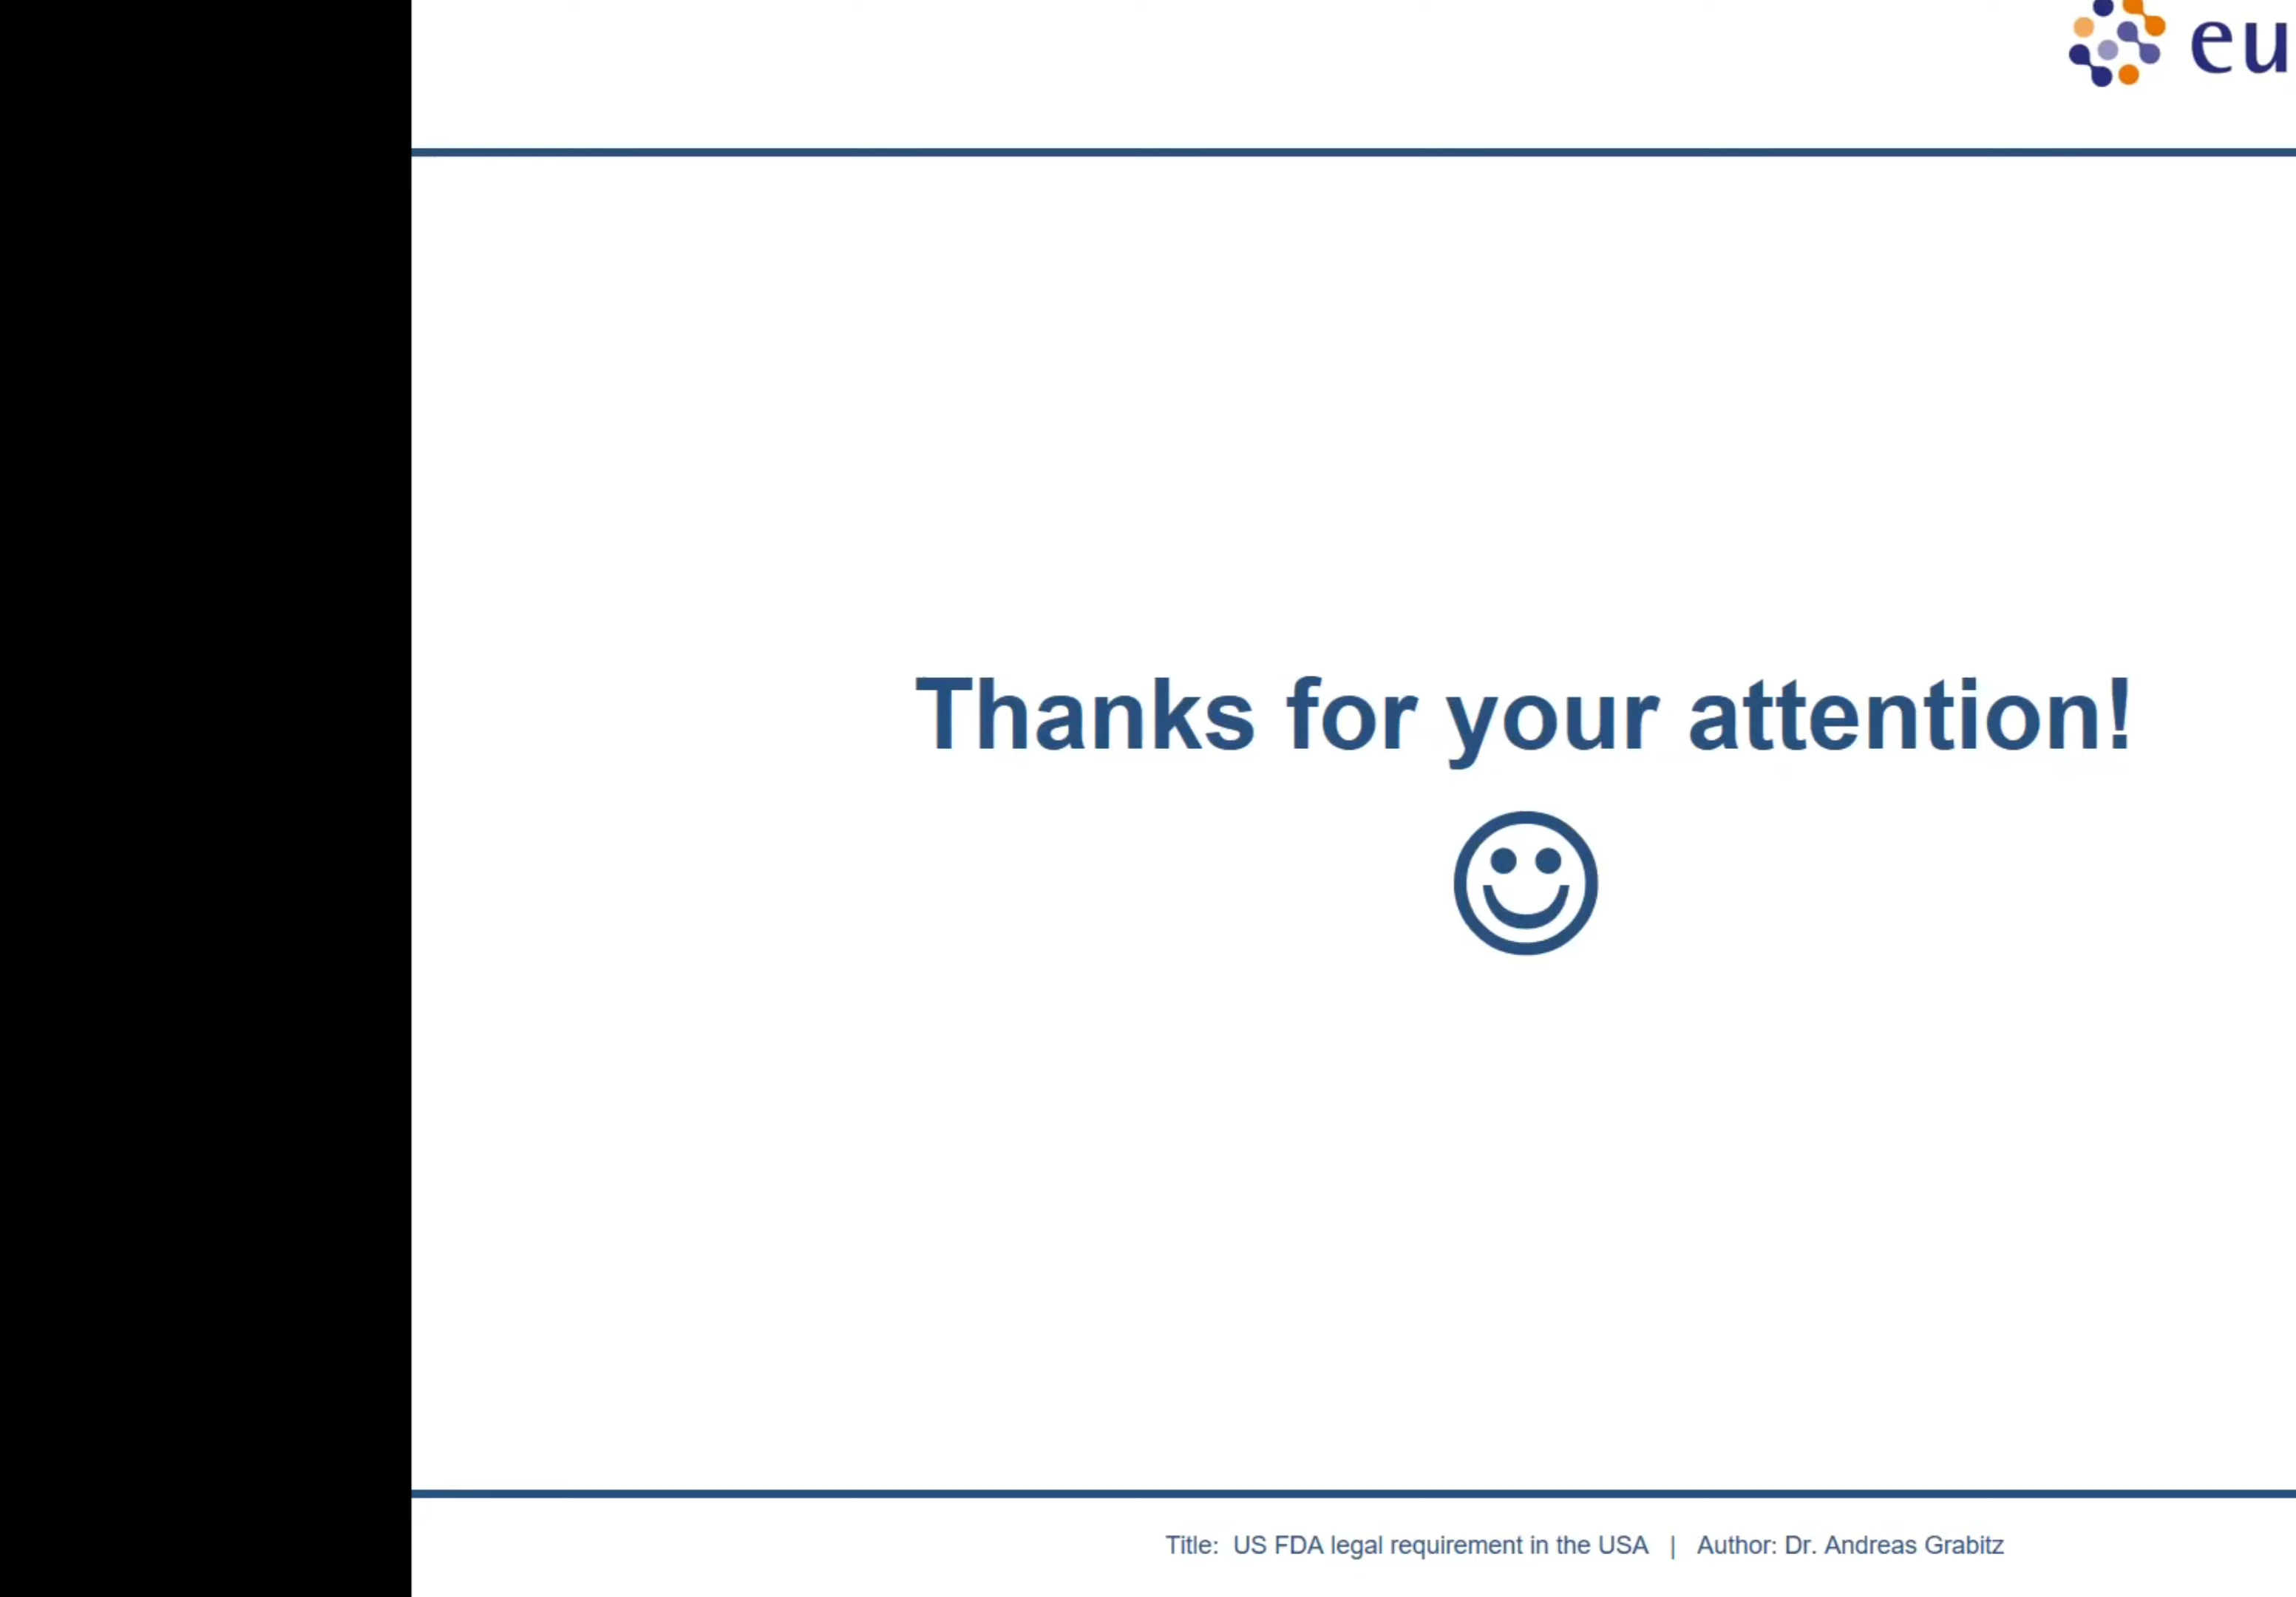 eu
Thanks for your attention!
Title: US FDA legal requirement in the USA | Author: Dr. Andreas Grabitz